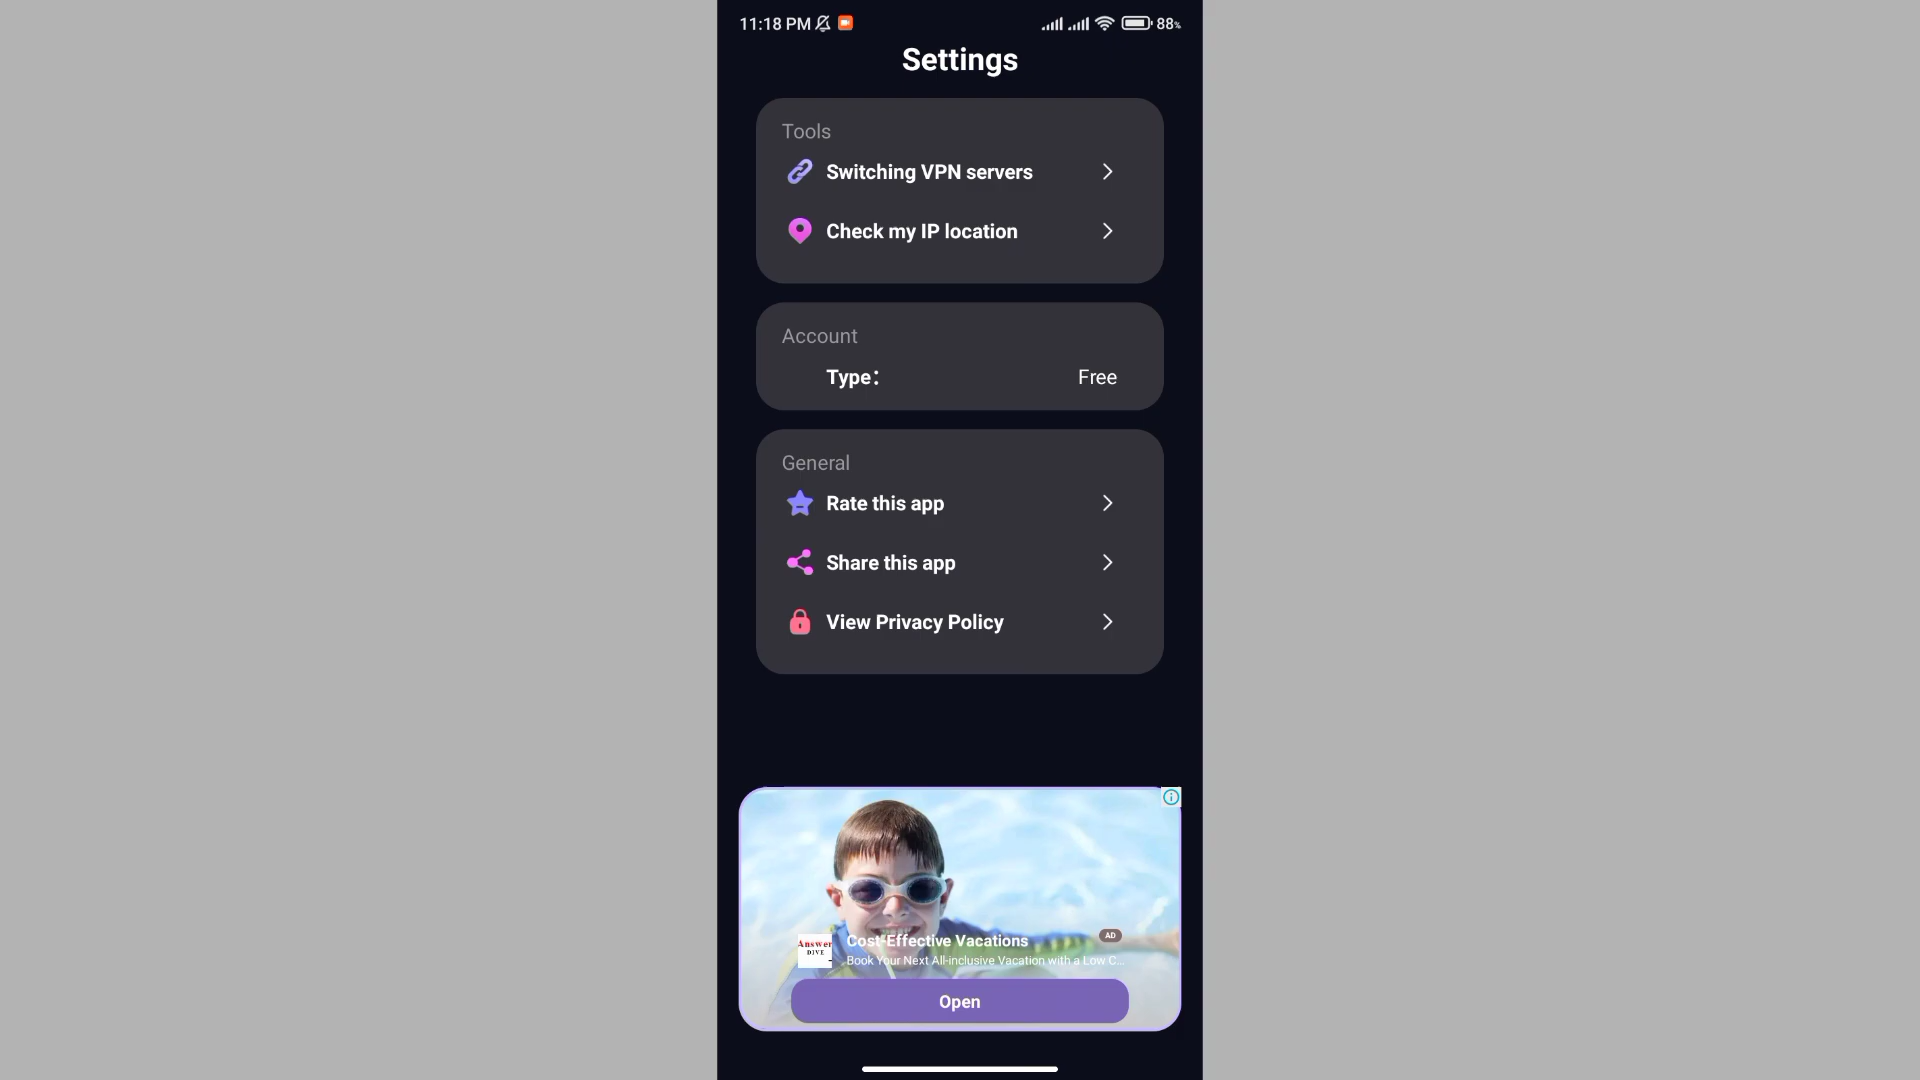 11:18 PM 88%
Settings
Tools
Switching VPN servers
Check my IP location
Account
Type: Free
General
Rate this app
Share this app
View Privacy Policy
Cost-Effective Vacations AD
Answer
DIVE
Book Your Next All-inclusive Vacation with a Low C...
Open